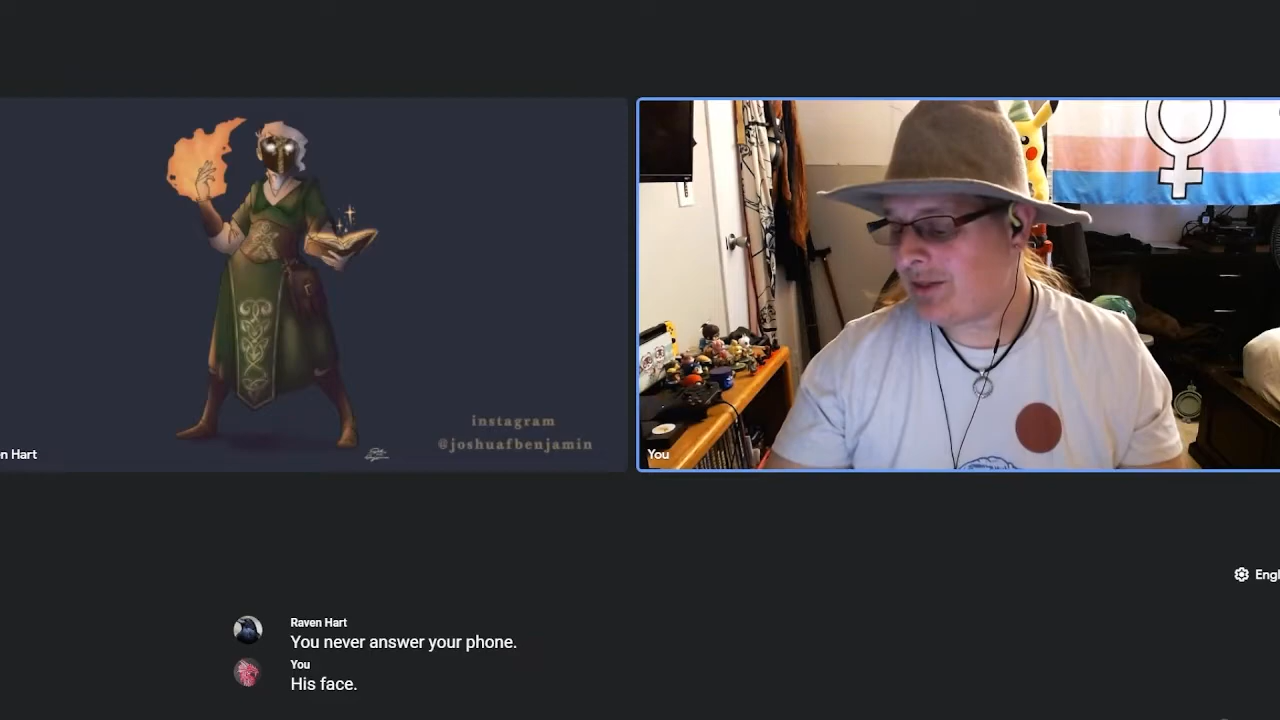 instagram
@joshuafbenjamin
n Hart
You
Engl
Raven Hart
You never answer your phone.
You
His face.